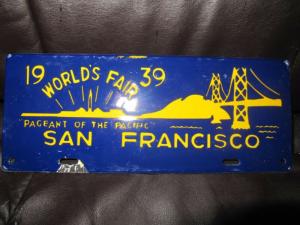 19 WORLD'S FAIR 39
"PAGEANT OF THE PACIFIC"
SAN FRANCISCO